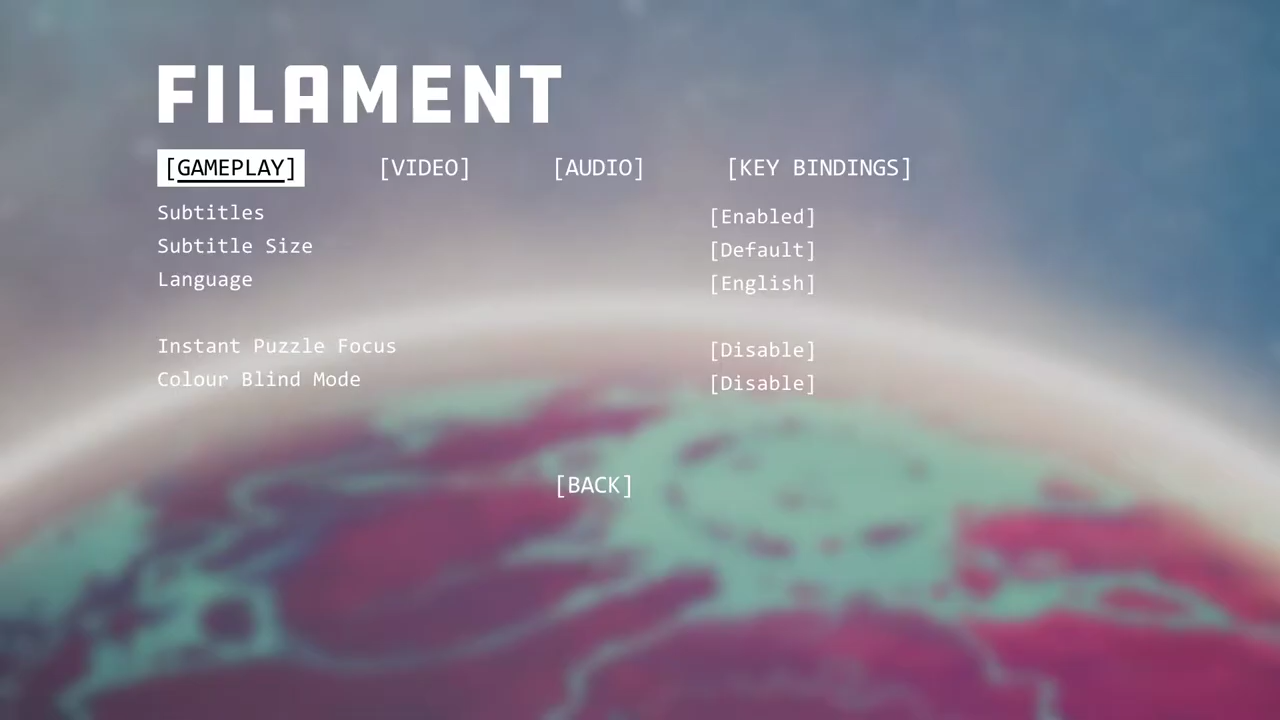 FILAMENT
[GAMEPLAY] [VIDEO] [AUDIO] [KEY BINDINGS]
Subtitles [Enabled]
Subtitle Size [Default]
Language [English]
Instant Puzzle Focus [Disable]
Colour Blind Mode [Disable]
[BACK]